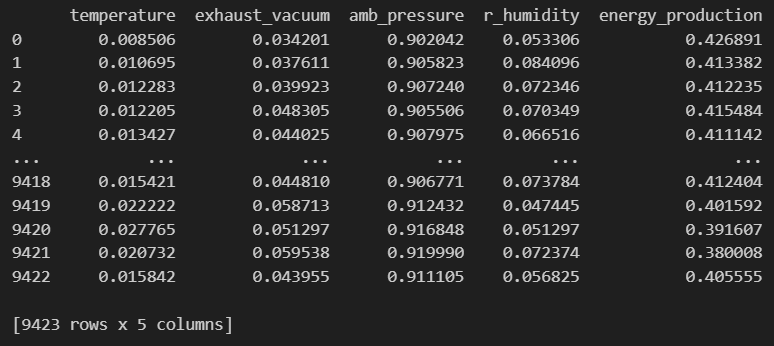 temperature exhaust_vacuum amb_pressure r_humidity energy_production
0 0.008506 0.034201 0.902042 0.053306 0.426891
1 0.010695 0.037611 0.905823 0.084096 0.413382
2 0.012283 0.039923 0.907240 0.072346 0.412235
3 0.012205 0.048305 0.905506 0.070349 0.415484
4 0.013427 0.044025 0.907975 0.066516 0.411142
... ... ... ... ... ...
9418 0.015421 0.044810 0.906771 0.073784 0.412404
9419 0.022222 0.058713 0.912432 0.047445 0.401592
9420 0.027765 0.051297 0.916848 0.051297 0.391607
9421 0.020732 0.059538 0.919990 0.072374 0.380008
9422 0.015842 0.043955 0.911105 0.056825 0.405555
[9423 rows x 5 columns]